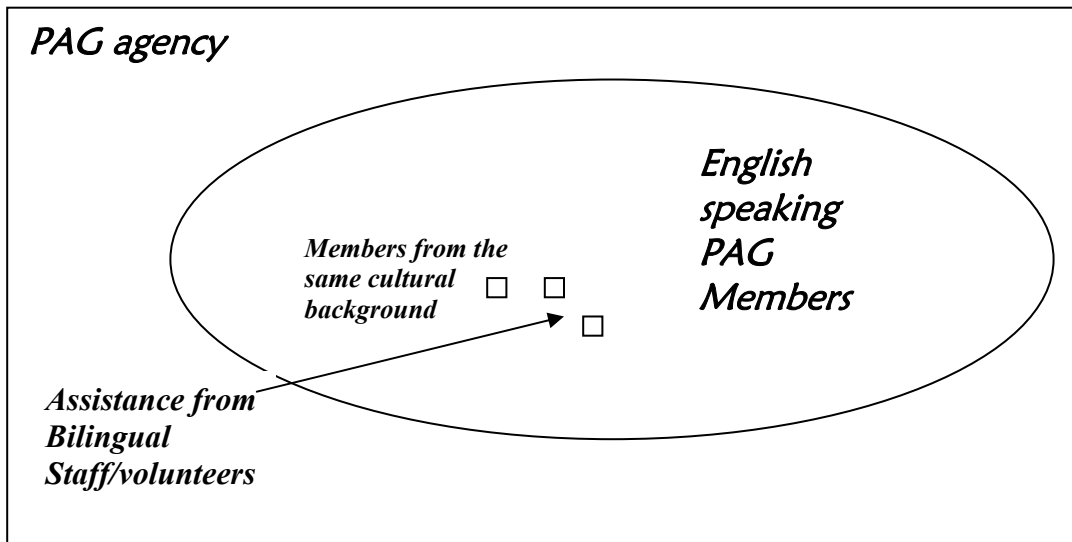 PAG agency
English
speaking
PAG
Members
Members from the
same cultural
background
Assistance from
Bilingual
Staff/volunteers